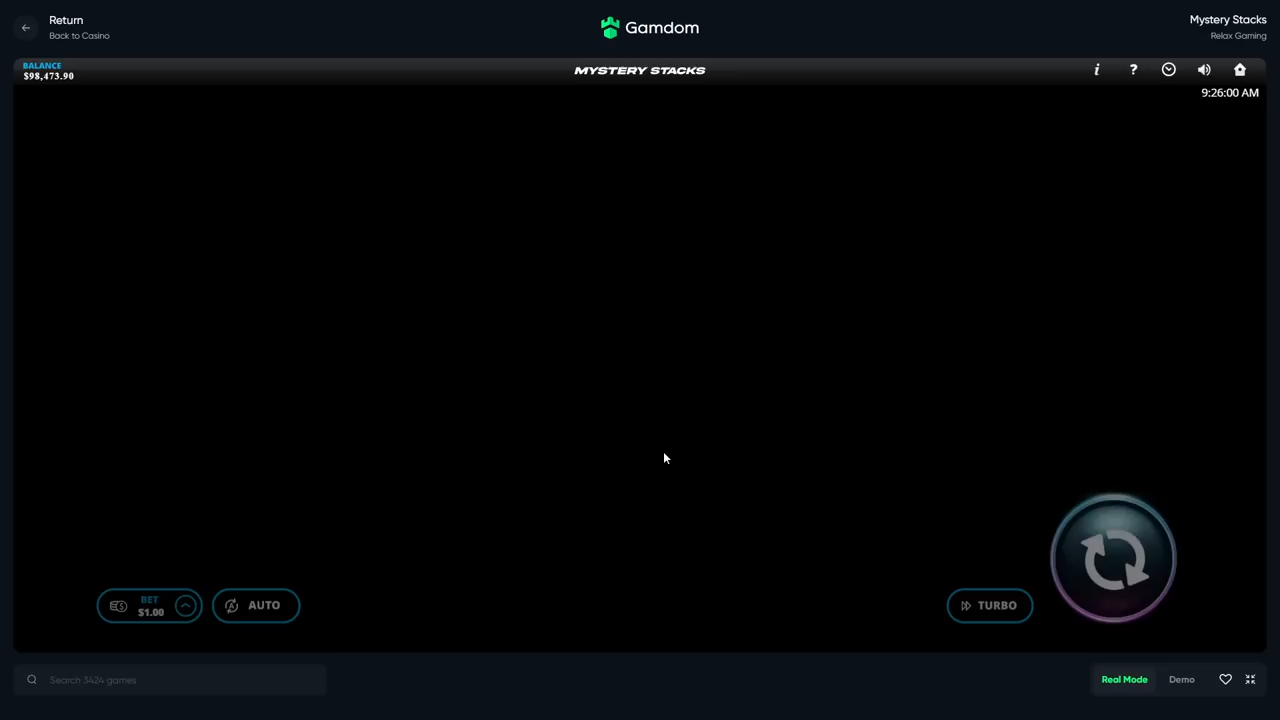 Return
Back to Casino
Gamdom
Mystery Stacks
Relax Gaming
BALANCE
$98,473.90
MYSTERY STACKS
i
?
9:26:00 AM
BET
$1.00
AUTO
TURBO
Search 3424 games
Real Mode
Demo